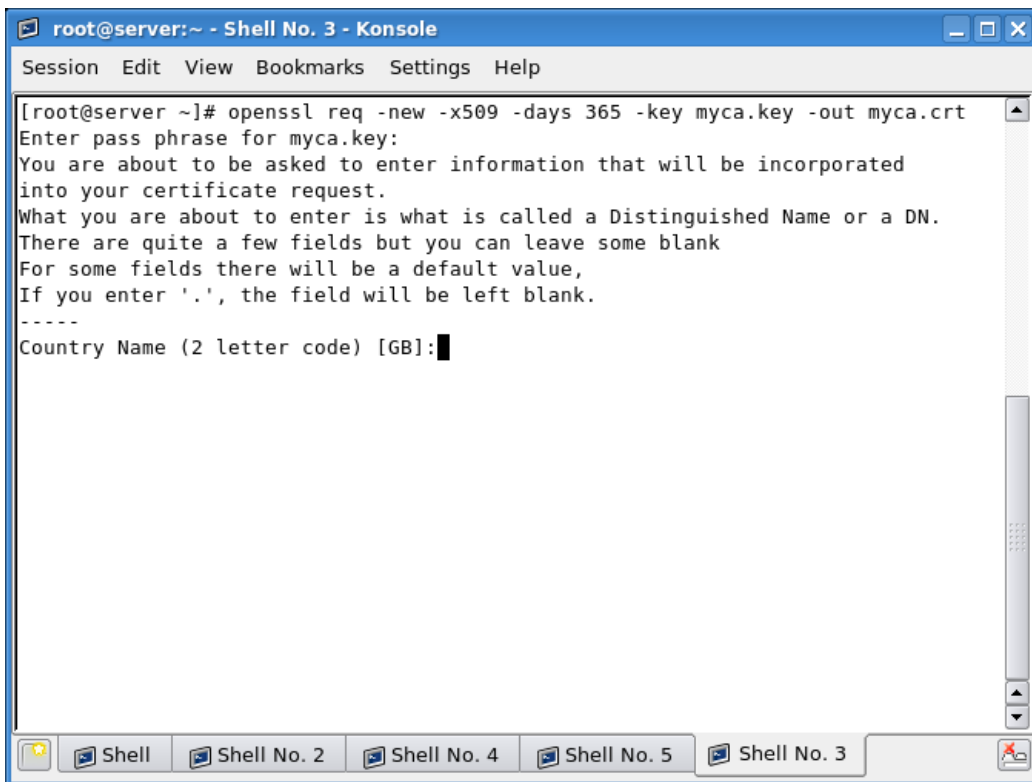 root@server:~ - Shell No. 3 - Konsole
Session Edit View Bookmarks Settings Help
[root@server ~]# openssl req -new -x509 -days 365 -key myca.key -out myca.crt
Enter pass phrase for myca.key:
You are about to be asked to enter information that will be incorporated
into your certificate request.
What you are about to enter is what is called a Distinguished Name or a DN.
There are quite a few fields but you can leave some blank
For some fields there will be a default value,
If you enter '.', the field will be left blank.
-----
Country Name (2 letter code) [GB]:
Shell Shell No. 2 Shell No. 4 Shell No. 5 Shell No. 3